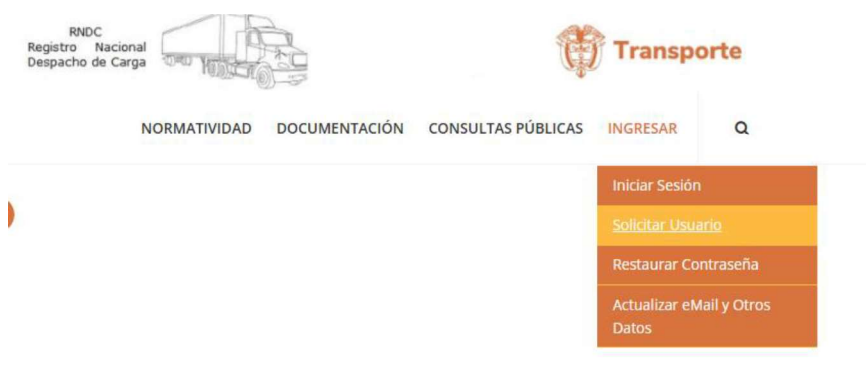 RNDC
Registro Nacional
Despacho de Carga
Transporte
NORMATIVIDAD DOCUMENTACIÓN CONSULTAS PÚBLICAS INGRESAR
Iniciar Sesión
Solicitar Usuario
Restaurar Contraseña
Actualizar eMail y Otros
Datos